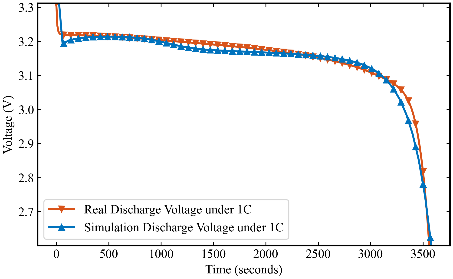 3.3
3.2
3.1
3.0
2.9
2.8
2.7
Voltage (V)
Real Discharge Voltage under 1C
Simulation Discharge Voltage under 1C
0 500 1000 1500 2000 2500 3000 3500
Time (seconds)